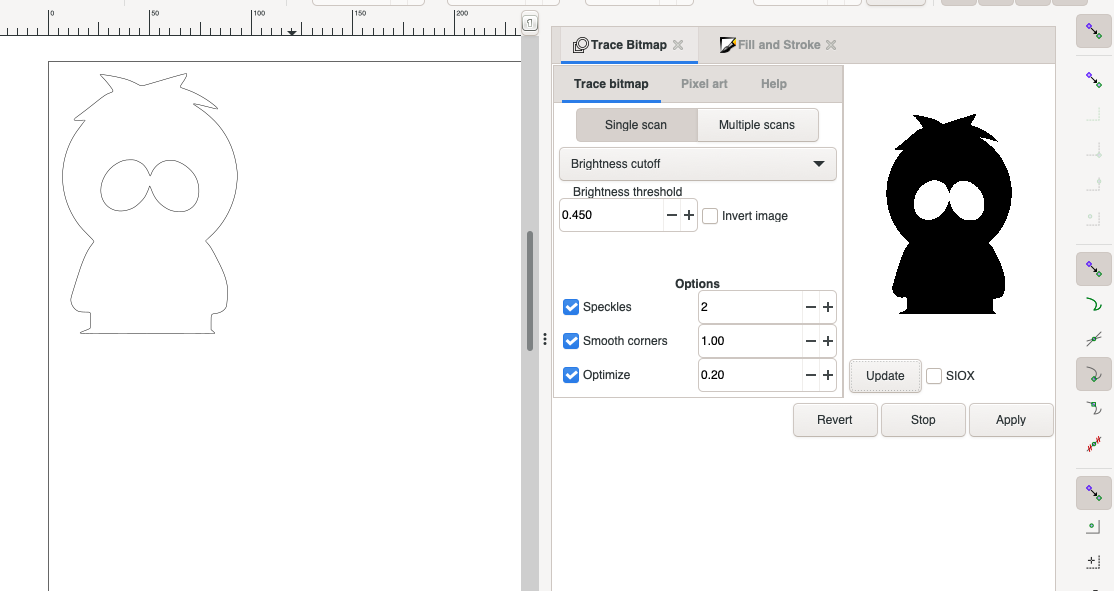 0 50 100 150 200
Trace Bitmap Fill and Stroke
Trace bitmap Pixel art Help
Single scan Multiple scans
Brightness cutoff
Brightness threshold
0.450 Invert image
Options
Speckles 2
Smooth corners 1.00
Optimize 0.20
Update SIOX
Revert Stop Apply